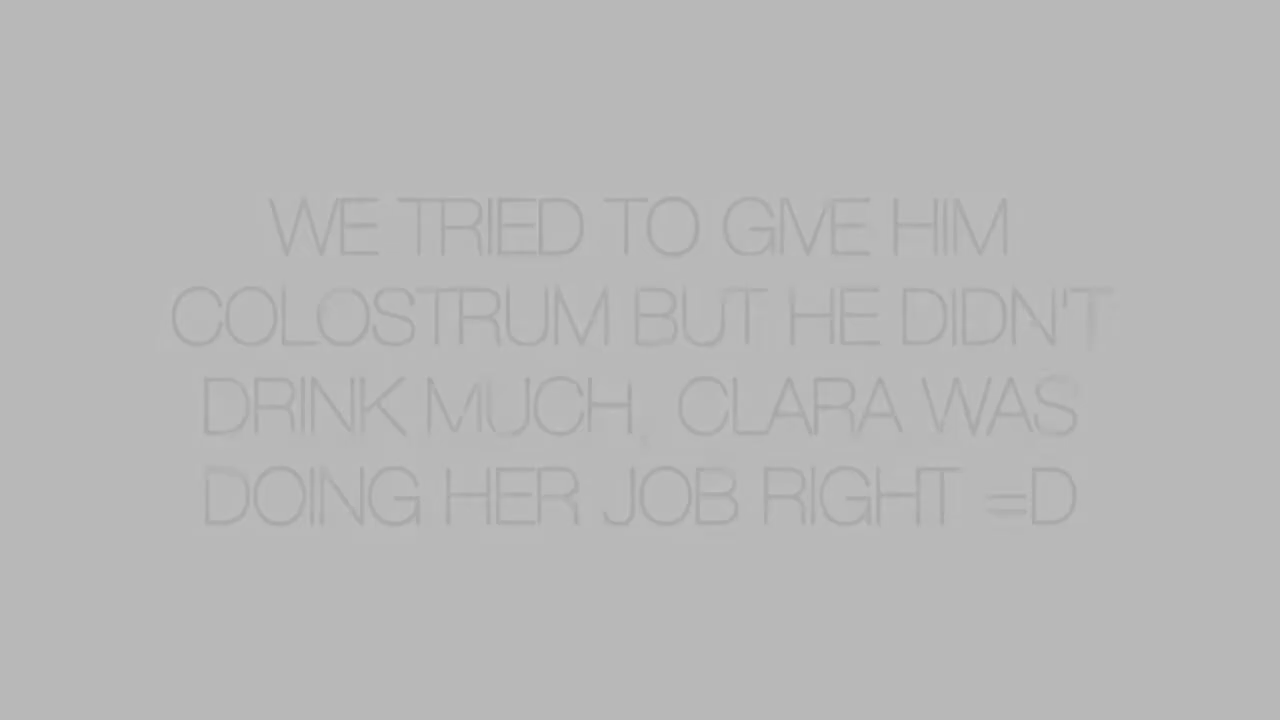 WE TRIED TO GIVE HIM
COLOSTRUM BUT HE DIDN'T
DRINK MUCH, CLARA WAS
DOING HER JOB RIGHT =D